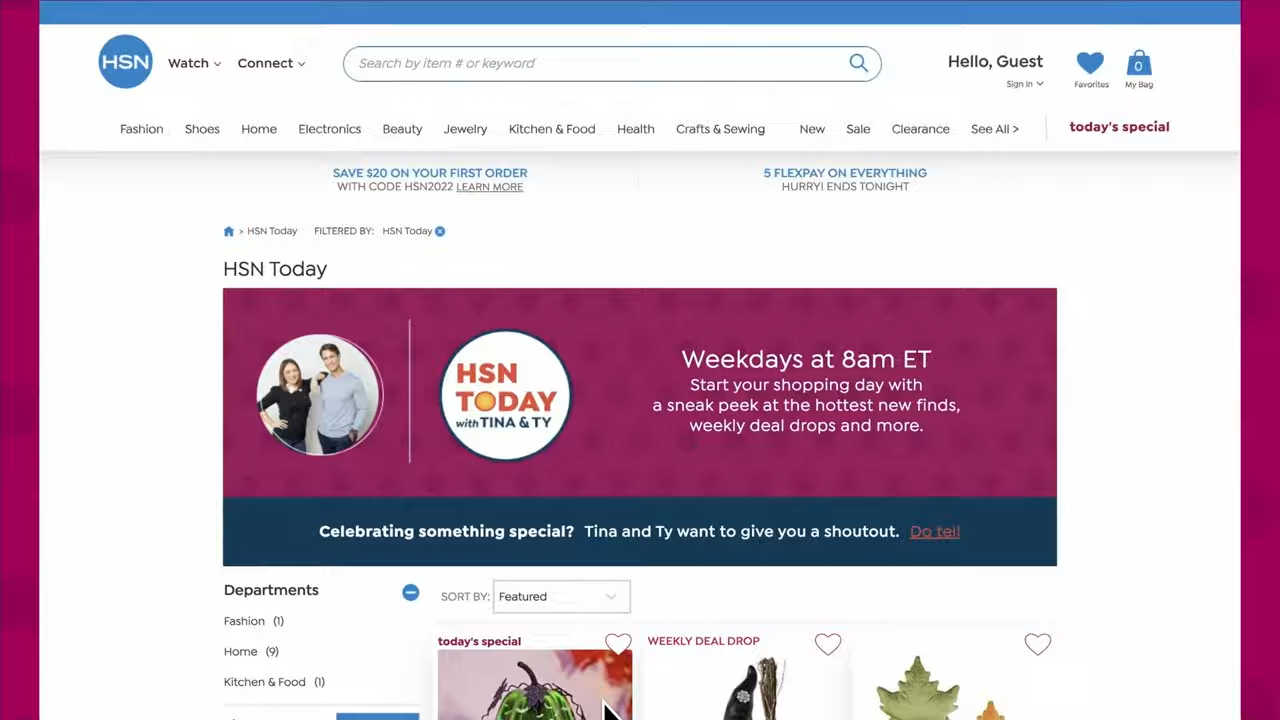 HSN
Watch
Connect
Search by item # or keyword
Hello, Guest
Sign In
Favorites
0
My Bag
Fashion
Shoes
Home
Electronics
Beauty
Jewelry
Kitchen & Food
Health
Crafts & Sewing
New
Sale
Clearance
See All >
today's special
SAVE $20 ON YOUR FIRST ORDER
WITH CODE HSN2022 LEARN MORE
5 FLEXPAY ON EVERYTHING
HURRY! ENDS TONIGHT
> HSN Today
FILTERED BY: HSN Today
HSN Today
HSN
TODAY
with TINA & TY
Weekdays at 8am ET
Start your shopping day with
a sneak peek at the hottest new finds,
weekly deal drops and more.
Celebrating something special? Tina and Ty want to give you a shoutout. Do tell
Departments
Fashion (1)
Home (9)
Kitchen & Food (1)
SORT BY: Featured
today's special
WEEKLY DEAL DROP